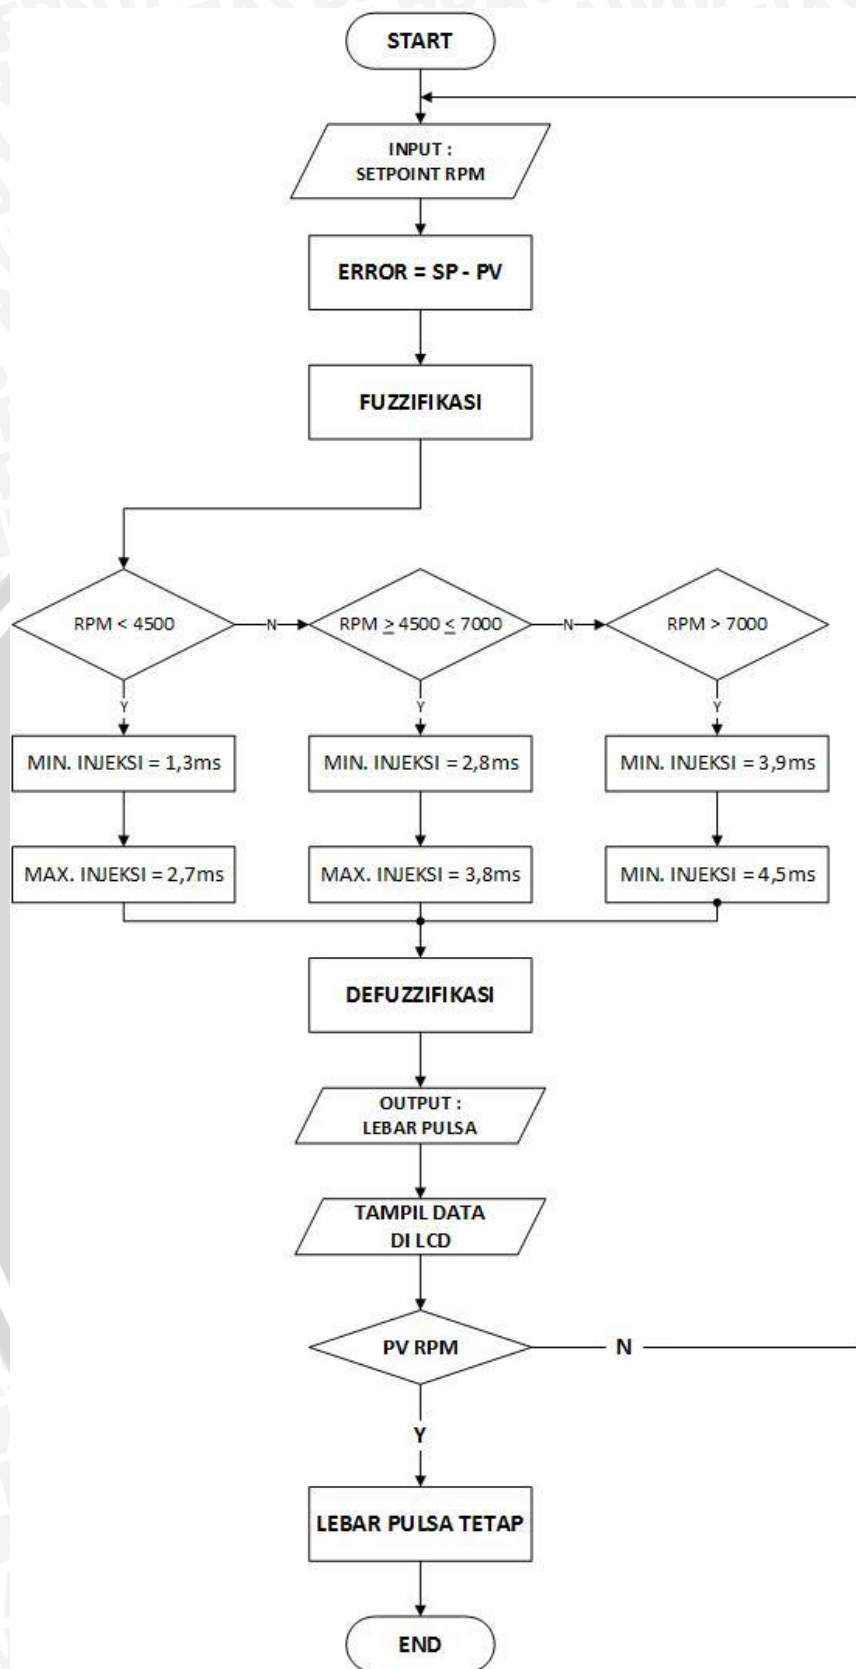 START
INPUT :
SETPOINT RPM
ERROR = SP - PV
FUZZIFIKASI
RPM < 4500
N
RPM ≥ 4500 ≤ 7000
N
RPM > 7000
Y
Y
Y
MIN. INJEKSI = 1,3ms
MIN. INJEKSI = 2,8ms
MIN. INJEKSI = 3,9ms
MAX. INJEKSI = 2,7ms
MAX. INJEKSI = 3,8ms
MIN. INJEKSI = 4,5ms
DEFUZZIFIKASI
OUTPUT :
LEBAR PULSA
TAMPIL DATA
DI LCD
PV RPM
N
Y
LEBAR PULSA TETAP
END